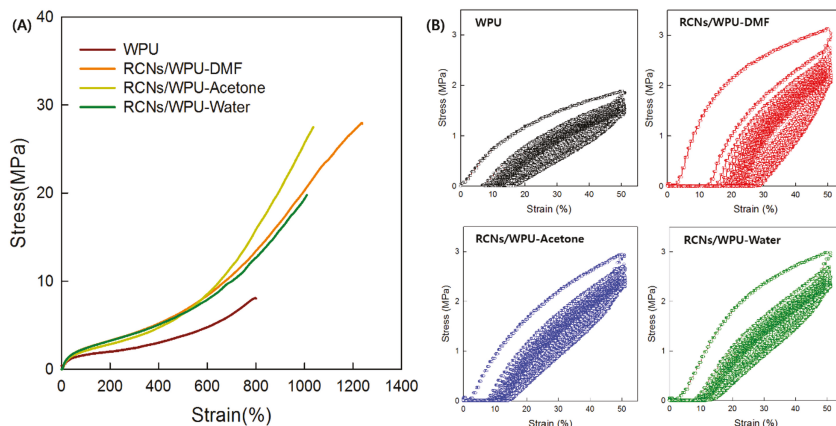 (A)
40
30
20
10
0
Stress(MPa)
WPU
RCNs/WPU-DMF
RCNs/WPU-Acetone
RCNs/WPU-Water
0 200 400 600 800 1000 1200 1400
Strain(%)
(B)
WPU
3
2
1
0
Stress (MPa)
0 10 20 30 40 50
Strain (%)
RCNs/WPU-DMF
3
2
1
0
Stress (MPa)
0 10 20 30 40 50
Strain (%)
RCNs/WPU-Acetone
3
2
1
0
Stress (MPa)
0 10 20 30 40 50
Strain (%)
RCNs/WPU-Water
3
2
1
0
Stress (MPa)
0 10 20 30 40 50
Strain (%)